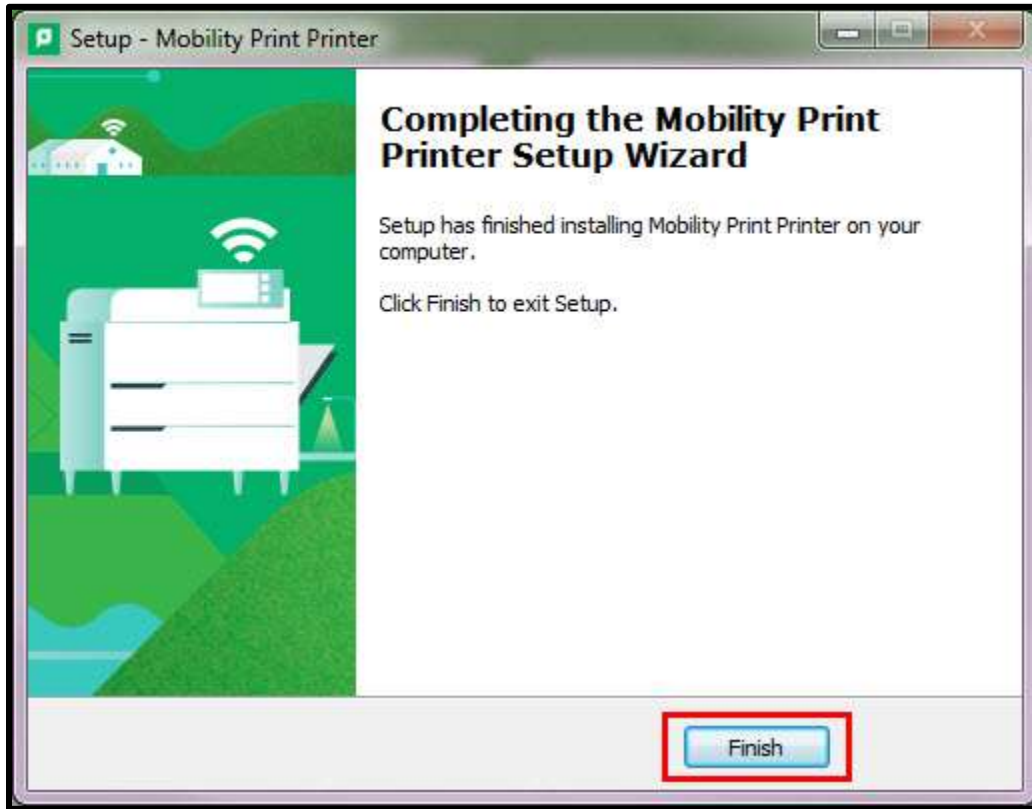 Setup - Mobility Print Printer
Completing the Mobility Print
Printer Setup Wizard
Setup has finished installing Mobility Print Printer on your
computer.
Click Finish to exit Setup.
Finish